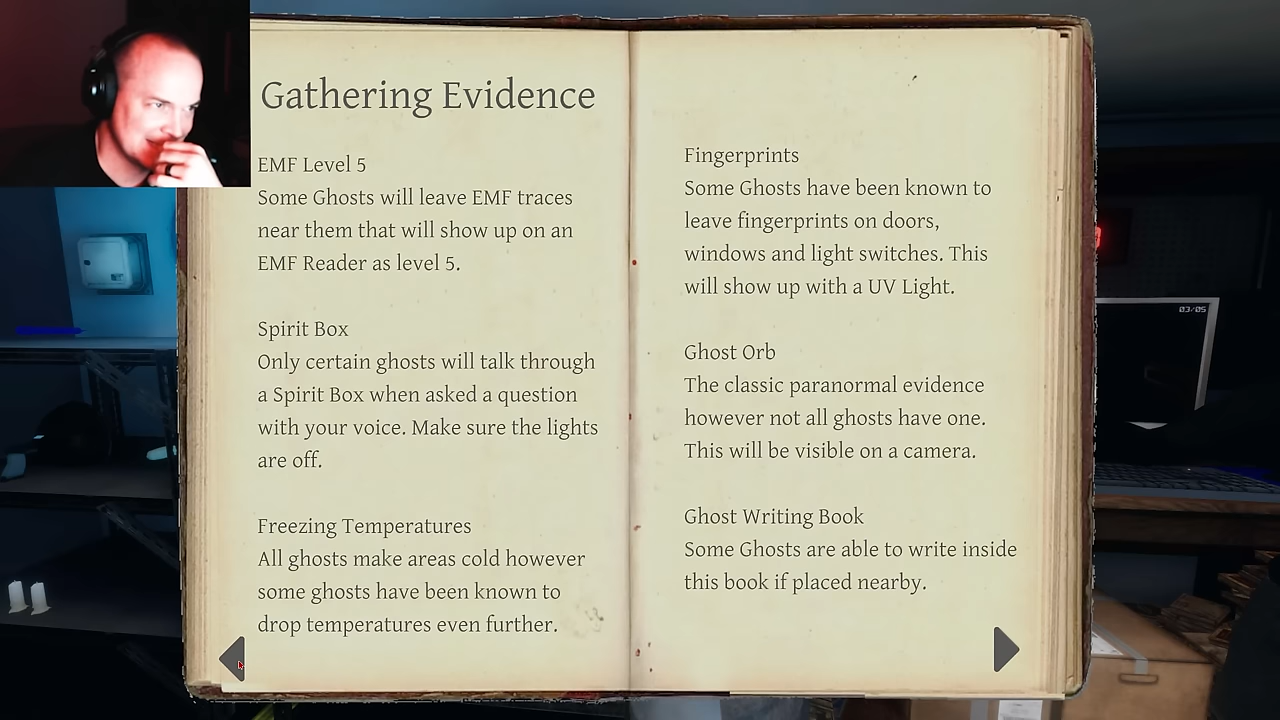 Gathering Evidence
EMF Level 5
Some Ghosts will leave EMF traces
near them that will show up on an
EMF Reader as level 5.
Spirit Box
Only certain ghosts will talk through
a Spirit Box when asked a question
with your voice. Make sure the lights
are off.
Freezing Temperatures
All ghosts make areas cold however
some ghosts have been known to
drop temperatures even further.
Fingerprints
Some Ghosts have been known to
leave fingerprints on doors,
windows and light switches. This
will show up with a UV Light.
Ghost Orb
The classic paranormal evidence
however not all ghosts have one.
This will be visible on a camera.
Ghost Writing Book
Some Ghosts are able to write inside
this book if placed nearby.
03/05